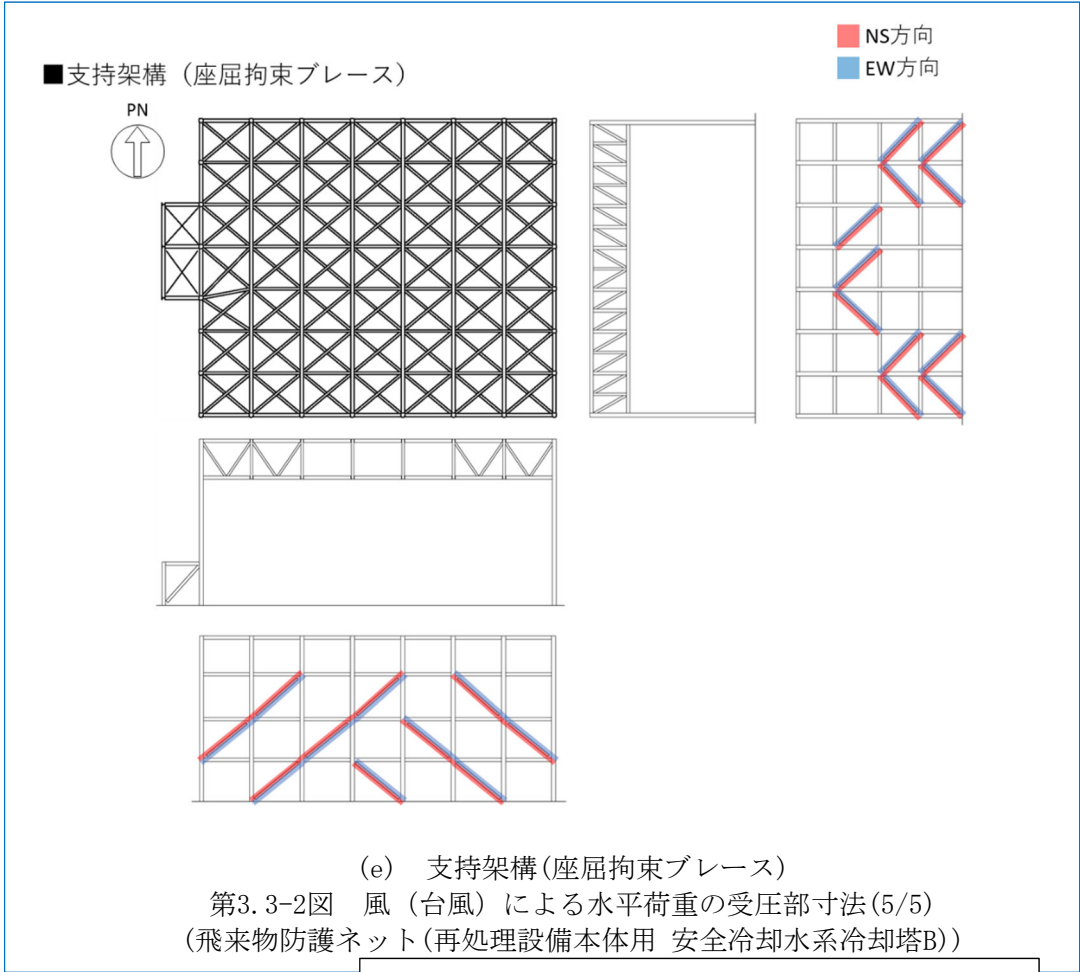 NS方向
EW方向
■支持架構（座屈拘束ブレース）
PN
(e)　支持架構(座屈拘束ブレース)
第3.3-2図　風（台風）による水平荷重の受圧部寸法(5/5)
(飛来物防護ネット(再処理設備本体用 安全冷却水系冷却塔B))